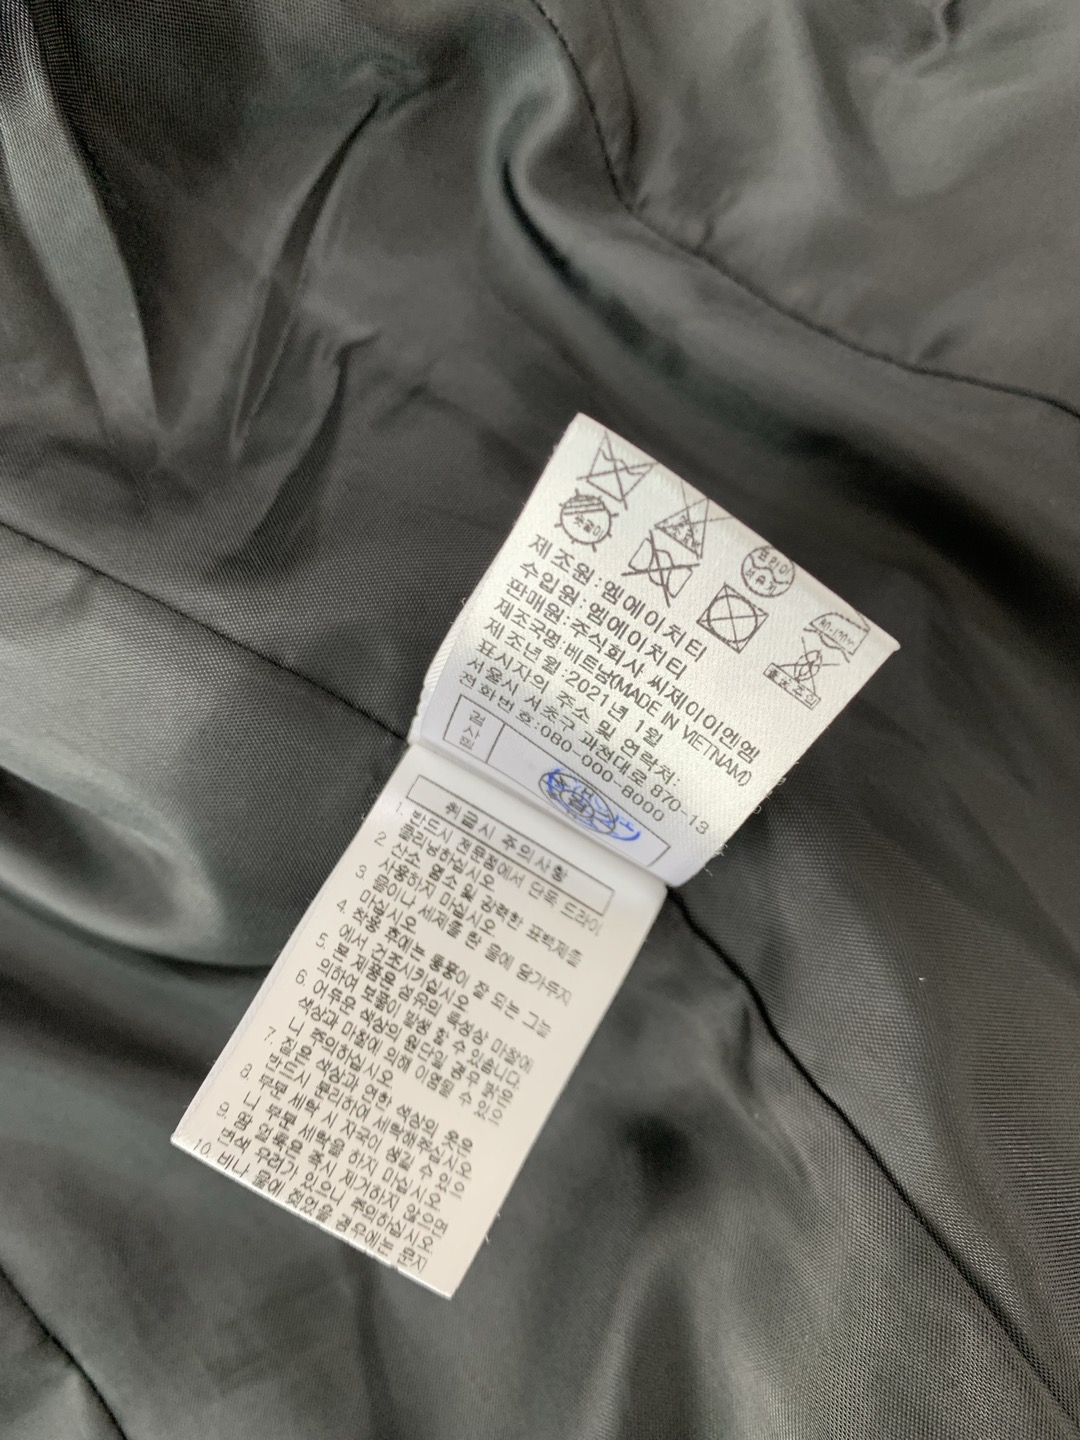 옷걸이
드라이
석유계
80-120℃
제조원:엠에이치티
수입원:엠에이치티
판매원:주식회사 씨제이이엔엠
제조국명:베트남(MADE IN VIETNAM)
제조년월:2021년 1월
표시자의 주소 및 연락처:
서울시 서초구 과천대로 870-13
전화번호:080-000-8000
검사원
취급시 주의사항
1. 반드시 전문점에서 단독 드라이
클리닝하십시오
2. 산소, 염소 및 강력한 표백제를
사용하지 마십시오.
3. 물이나 세제를 탄 물에 담가두지
마십시오
4. 착용 후에는 통풍이 잘 되는 그늘
에서 건조시키십시오
5. 본 제품은 섬유의 특성상 마찰에
의하여 보풀이 발생할 수 있습니다.
6. 어두운 색상의 원단일 경우 밝은
색상과 마찰에 의해 이염될 수 있으
니 주의하십시오
7. 짙은 색상과 연한 색상의 옷은
반드시 분리하여 세탁해주십시오
8. 부분 세탁 시 자국이 생길 수 있으
니 부분 세탁을 하지 마십시오.
9. 땀 얼룩은 즉시 제거하지 않으면
변색 우려가 있으니 주의하십시오
10. 비나 물에 젖었을 경우에는 문지